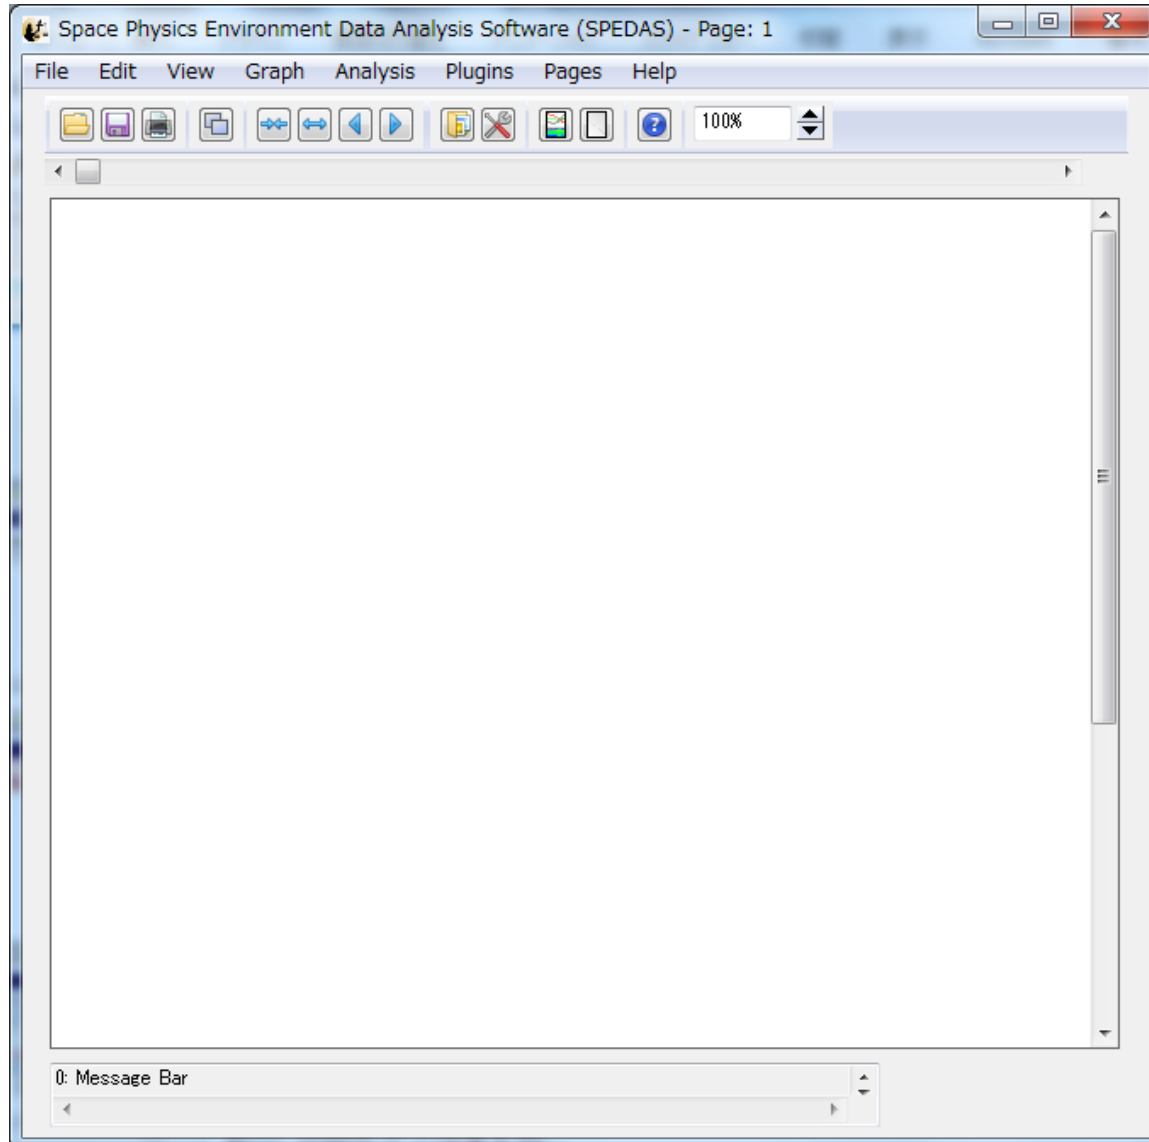 Space Physics Environment Data Analysis Software (SPEDAS) - Page: 1
File Edit View Graph Analysis Plugins Pages Help
100%
0: Message Bar